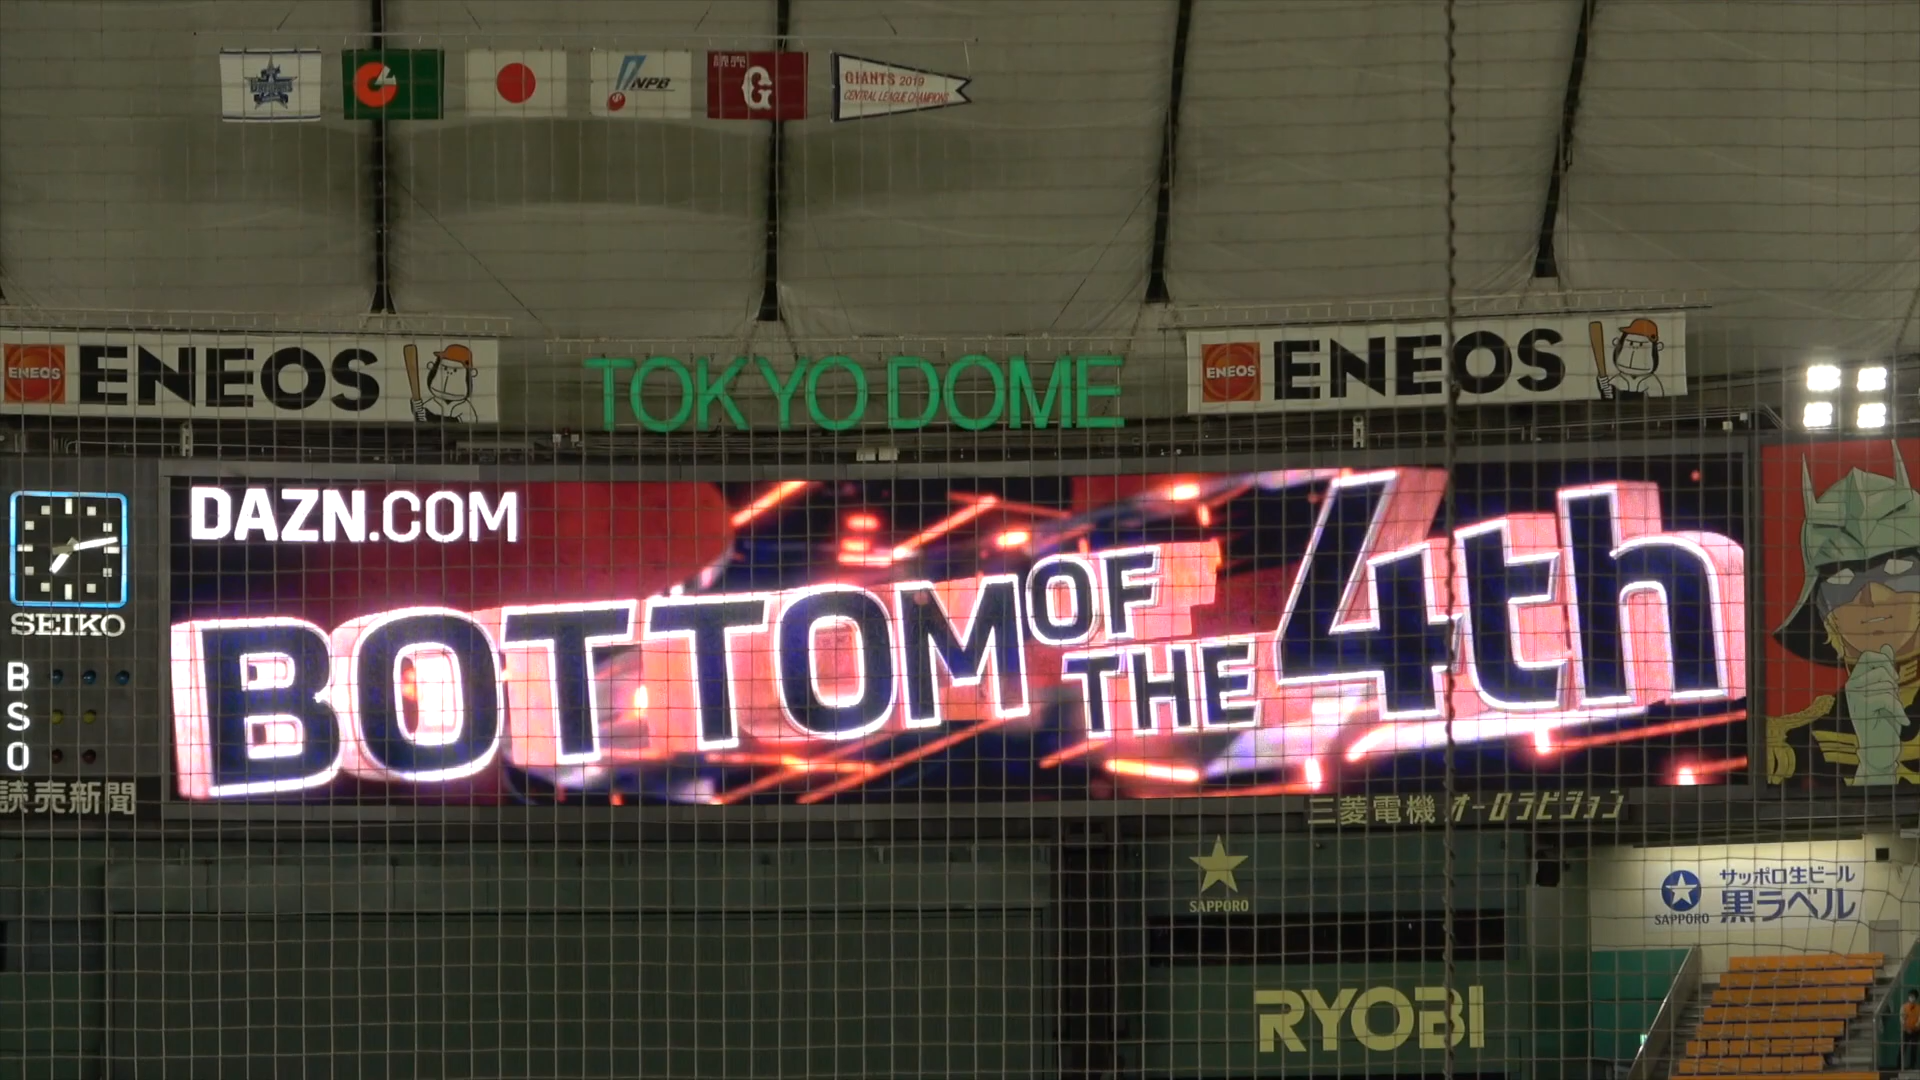 NPB
読売
G
GIANTS 2019
CENTRAL LEAGUE CHAMPIONS
ENEOS ENEOS
TOKYO DOME
ENEOS ENEOS
DAZN.COM
BOTTOM OF THE 4th
SEIKO
B
S
O
読売新聞
三菱電機 オーロラビジョン
SAPPORO
サッポロ生ビール
黒ラベル
SAPPORO
RYOBI